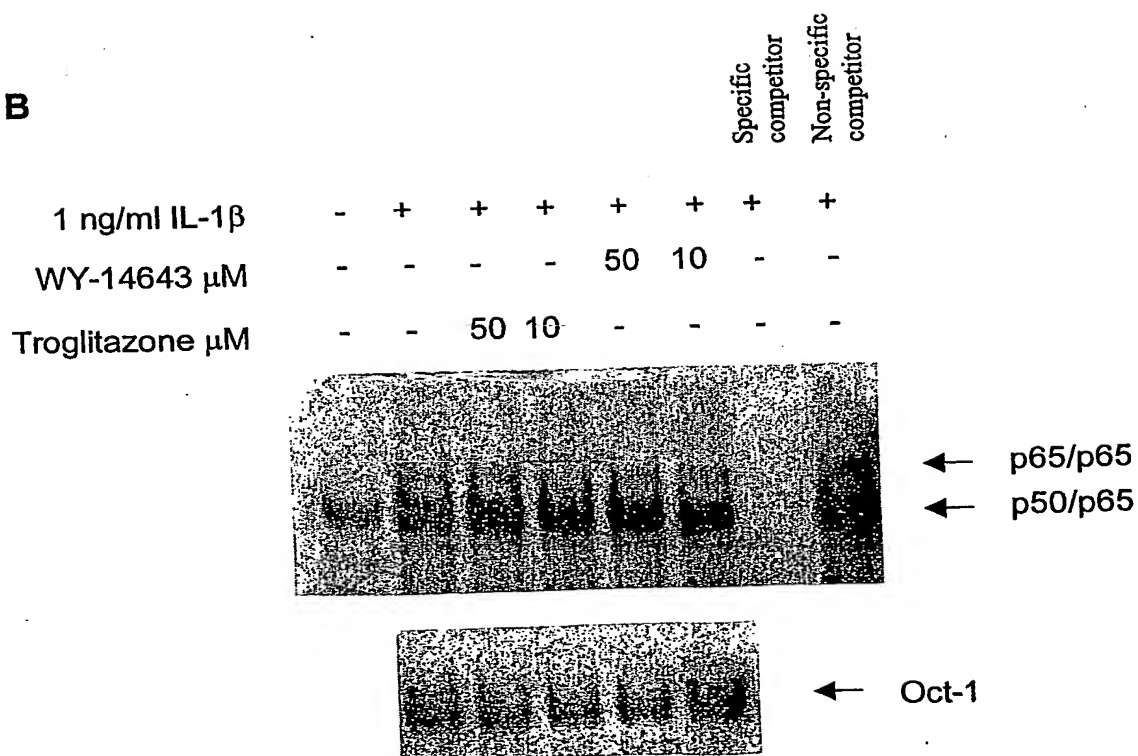 B
Specific
competitor
Non-specific
competitor
1 ng/ml IL-1β - + + + + + + +
WY-14643 μM - - - - 50 10 - -
Troglitazone μM - - 50 10 - - - -
p65/p65
p50/p65
Oct-1